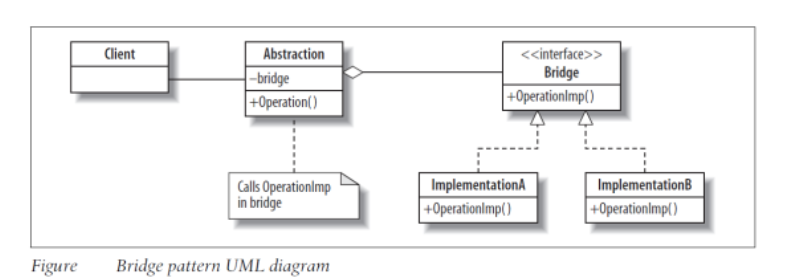 Client
Abstraction
–bridge
+Operation()
<<interface>>
Bridge
+OperationImp()
Calls OperationImp
in bridge
ImplementationA
+OperationImp()
ImplementationB
+OperationImp()
Figure Bridge pattern UML diagram